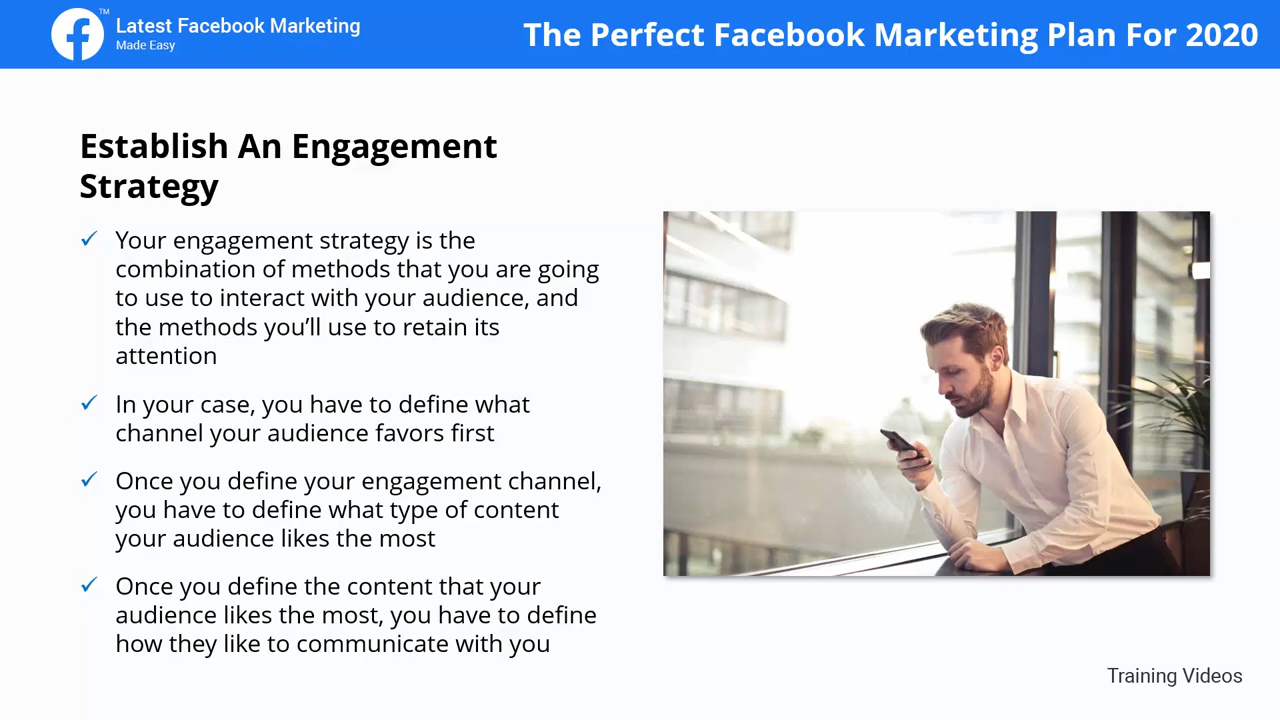 Latest Facebook Marketing
TM
Made Easy
The Perfect Facebook Marketing Plan For 2020
Establish An Engagement
Strategy
✓ Your engagement strategy is the
combination of methods that you are going
to use to interact with your audience, and
the methods you’ll use to retain its
attention
✓ In your case, you have to define what
channel your audience favors first
✓ Once you define your engagement channel,
you have to define what type of content
your audience likes the most
✓ Once you define the content that your
audience likes the most, you have to define
how they like to communicate with you
Training Videos